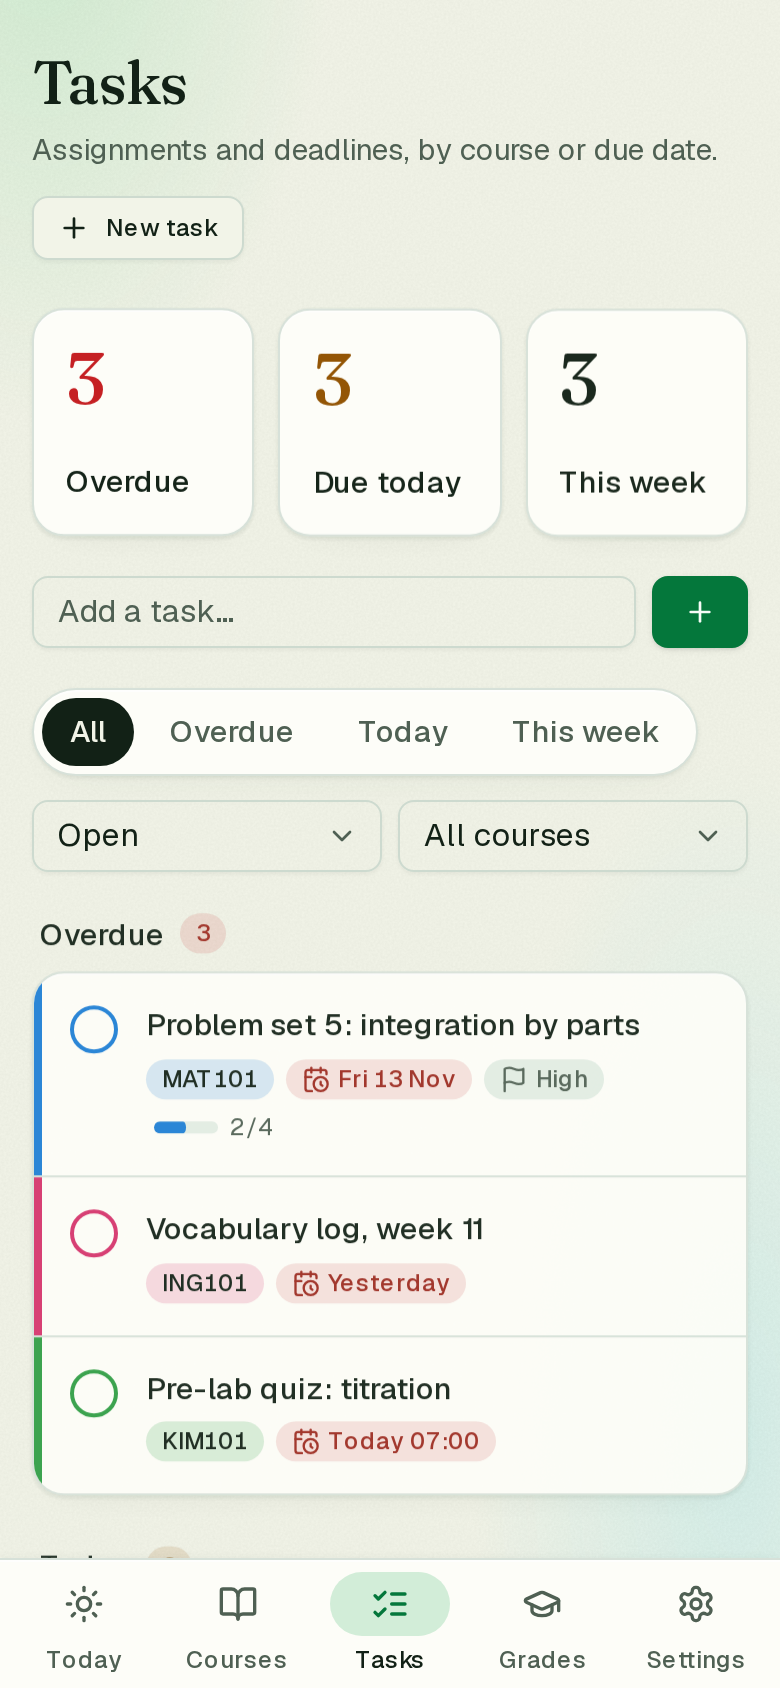 Tasks
Assignments and deadlines, by course or due date.
New task
3 3 3
Overdue Due today This week
Add a task...
All Overdue Today This week
Open All courses
Overdue 3
Problem set 5: integration by parts
MAT101 Fri 13 Nov High
2/4
Vocabulary log, week 11
ING101 Yesterday
Pre-lab quiz: titration
KIM101 Today 07:00
Today Courses Tasks Grades Settings